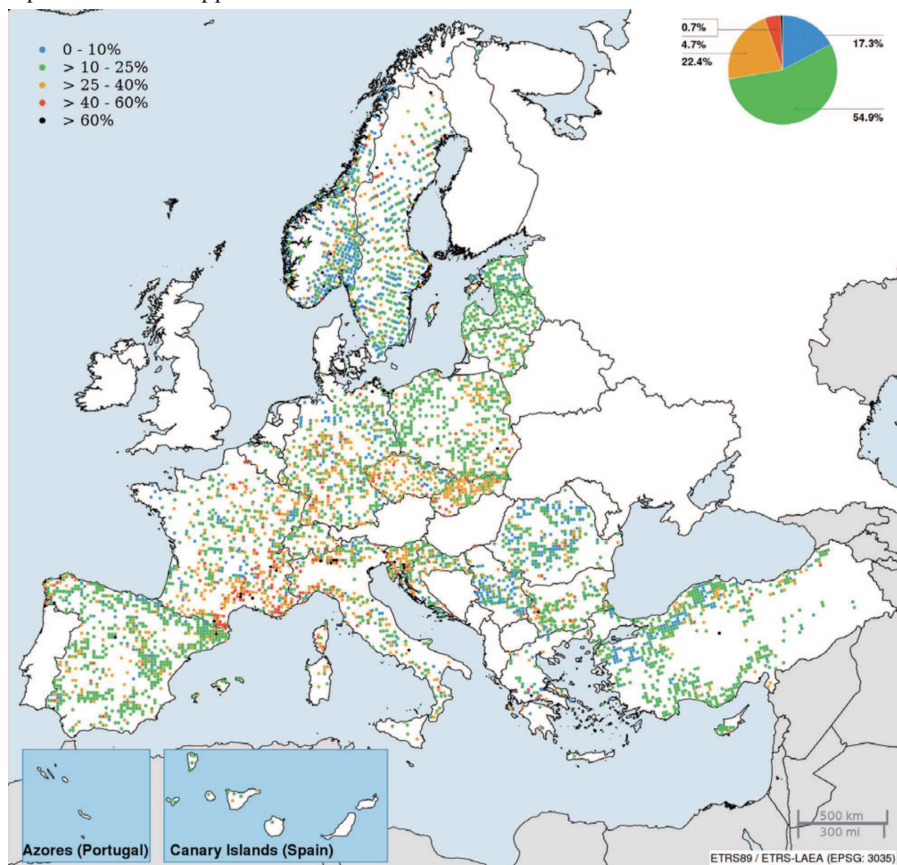 0 - 10%
> 10 - 25%
> 25 - 40%
> 40 - 60%
> 60%
0.7%
4.7%
22.4%
17.3%
54.9%
Azores (Portugal)
Canary Islands (Spain)
500 km
300 mi
ETRS89 / ETRS-LAEA (EPSG: 3035)